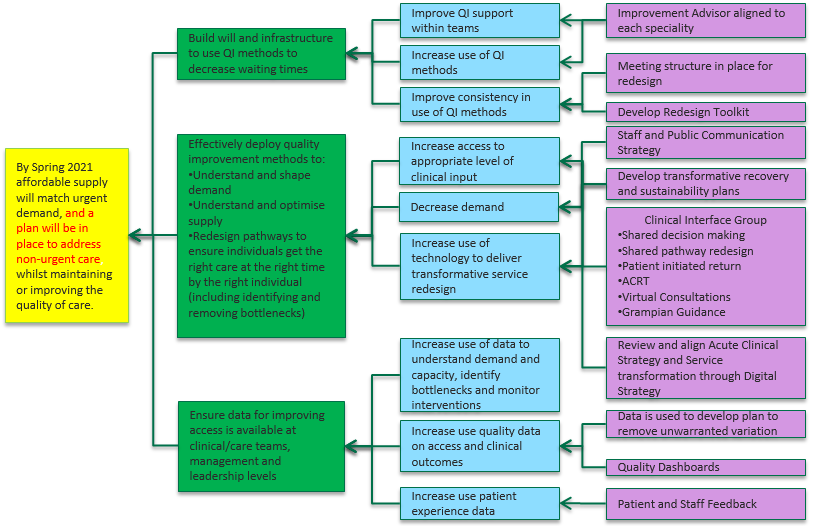 By Spring 2021
affordable supply
will match urgent
demand, and a
plan will be in
place to address
non-urgent care
whilst maintaining
or improving the
quality of care.
Build will and infrastructure
to use QI methods to
decrease waiting times
Effectively deploy quality
improvement methods to:
•Understand and shape
demand
•Understand and optimise
supply
•Redesign pathways to
ensure individuals get the
right care at the right time
by the right individual
(including identifying and
removing bottlenecks)
Ensure data for improving
access is available at
clinical/care teams,
management and
leadership levels
Improve QI support
within teams
Increase use of QI
methods
Improve consistency in
use of QI methods
Increase access to
appropriate level of
clinical input
Decrease demand
Increase use of
technology to deliver
transformative service
redesign
Increase use of data to
understand demand and
capacity, identify
bottlenecks and monitor
interventions
Increase use quality data
on access and clinical
outcomes
Increase use patient
experience data
Improvement Advisor aligned to
each speciality
Meeting structure in place for
redesign
Develop Redesign Toolkit
Staff and Public Communication
Strategy
Develop transformative recovery
and sustainability plans
Clinical Interface Group
•Shared decision making
•Shared pathway redesign
•Patient initiated return
•ACRT
•Virtual Consultations
•Grampian Guidance
Review and align Acute Clinical
Strategy and Service
transformation through Digital
Strategy
Data is used to develop plan to
remove unwarranted variation
Quality Dashboards
Patient and Staff Feedback